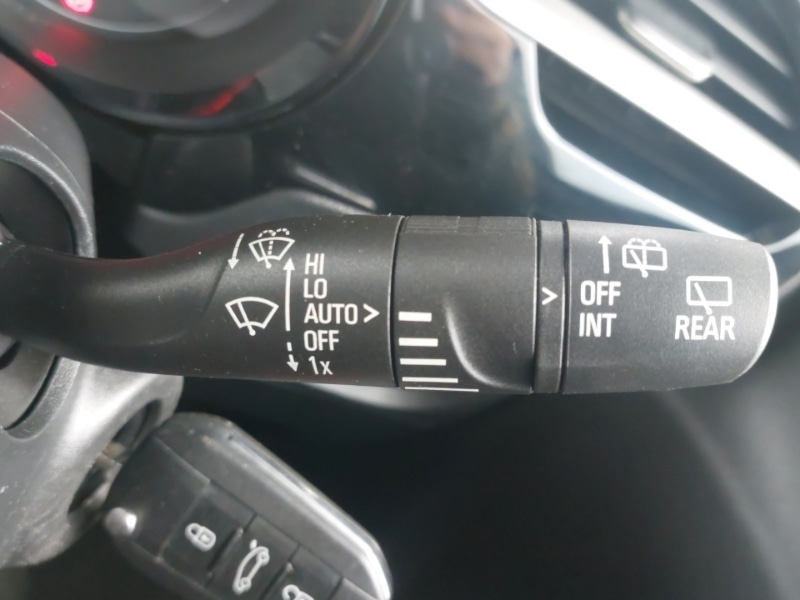 HI
LO
AUTO >
OFF
1x
>
OFF
INT
REAR